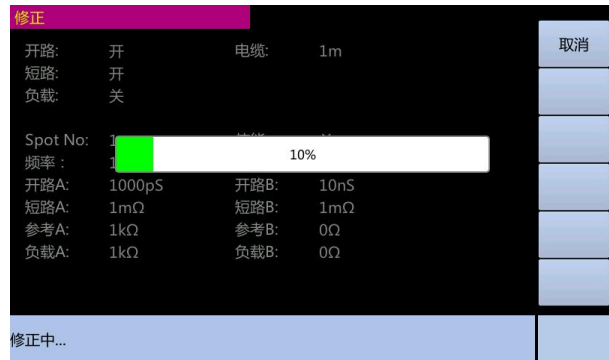 修正
开路: 开 电缆: 1m
短路: 开
负载: 关
取消
Spot No:
10%
频率：
开路A: 1000pS 开路B: 10nS
短路A: 1mΩ 短路B: 1mΩ
参考A: 1kΩ 参考B: 0Ω
负载A: 1kΩ 负载B: 0Ω
修正中...